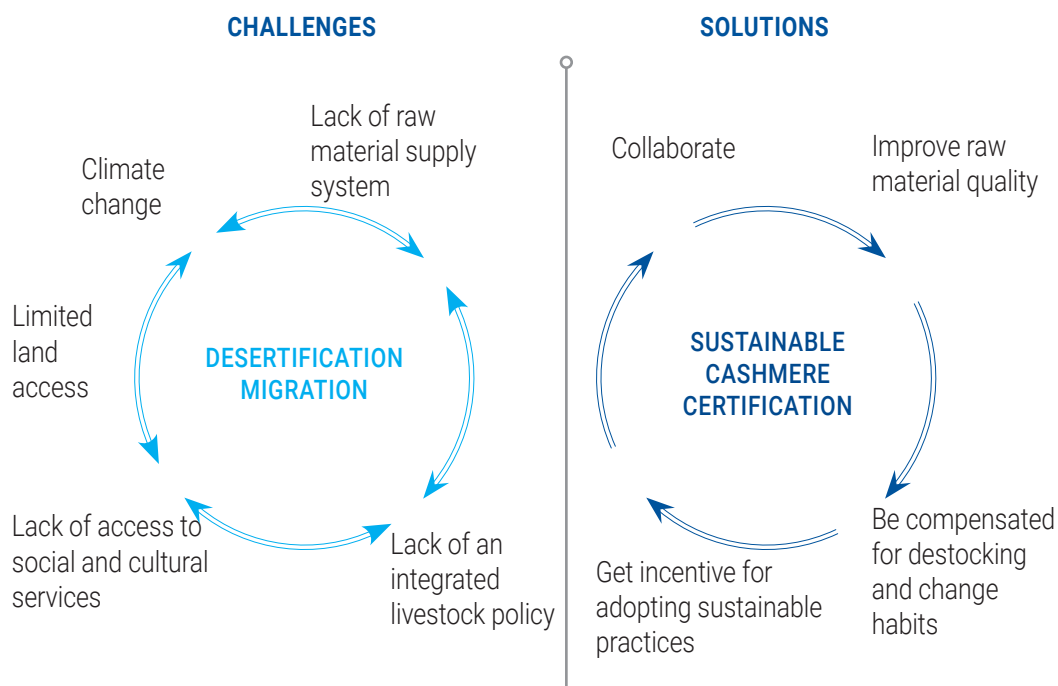 CHALLENGES
Lack of raw
material supply
system
Climate
change
Limited
land
access
DESERTIFICATION
MIGRATION
Lack of access to
social and cultural
services
Lack of an
integrated
livestock policy
SOLUTIONS
Collaborate
Improve raw
material quality
SUSTAINABLE
CASHMERE
CERTIFICATION
Be compensated
for destocking
and change
habits
Get incentive for
adopting sustainable
practices